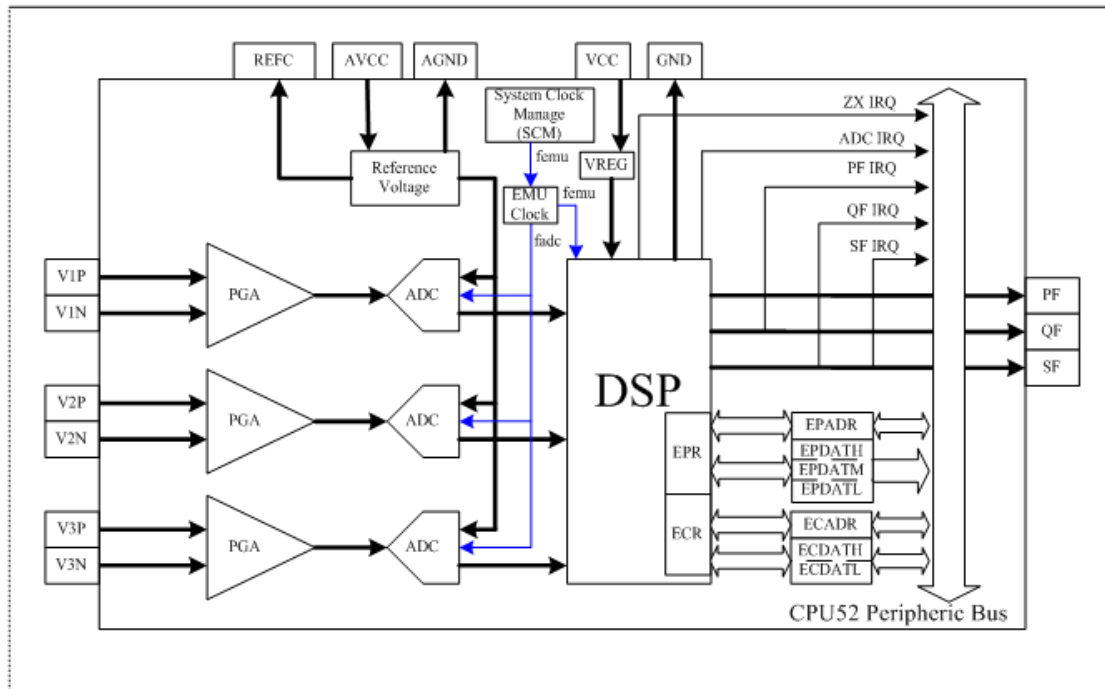 REFC
AVCC
AGND
VCC
GND
System Clock
Manage
(SCM)
ZX IRQ
ADC IRQ
PF IRQ
QF IRQ
SF IRQ
femu
VREG
Reference
Voltage
EMU
Clock
femu
fadc
V1P
V1N
PGA
ADC
PF
QF
SF
DSP
V2P
V2N
PGA
ADC
EPR
EPADR
EPDATH
EPDATM
EPDATL
V3P
V3N
PGA
ADC
ECR
ECADR
ECDATH
ECDATL
CPU52 Peripheric Bus